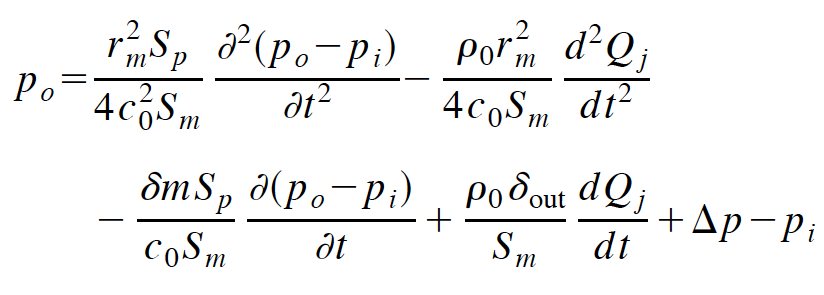 p_o = \frac{r_m^2 S_p}{4c_0^2 S_m} \frac{\partial^2 (p_o - p_i)}{\partial t^2} - \frac{\rho_0 r_m^2}{4c_0 S_m} \frac{d^2 Q_j}{dt^2}
- \frac{\delta m S_p}{c_0 S_m} \frac{\partial (p_o - p_i)}{\partial t} + \frac{\rho_0 \delta_{\text{out}}}{S_m} \frac{dQ_j}{dt} + \Delta p - p_i